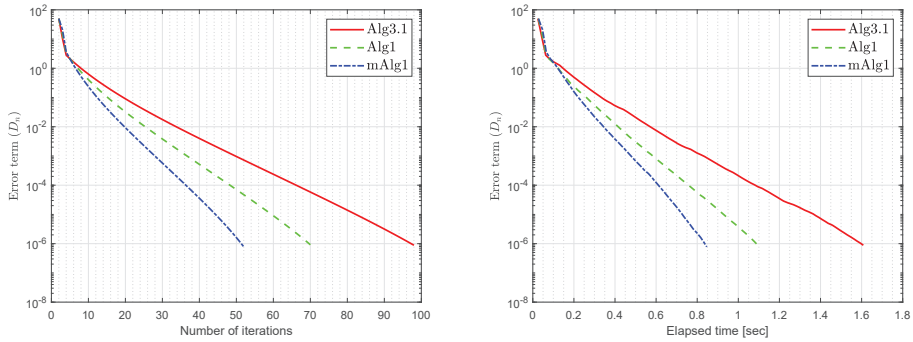 10^2
10^0
10^-2
10^-4
10^-6
10^-8
Error term (D_n)
0 10 20 30 40 50 60 70 80 90 100
Number of iterations
Alg3.1
Alg1
mAlg1
10^2
10^0
10^-2
10^-4
10^-6
10^-8
Error term (D_n)
0 0.2 0.4 0.6 0.8 1 1.2 1.4 1.6 1.8
Elapsed time [sec]
Alg3.1
Alg1
mAlg1